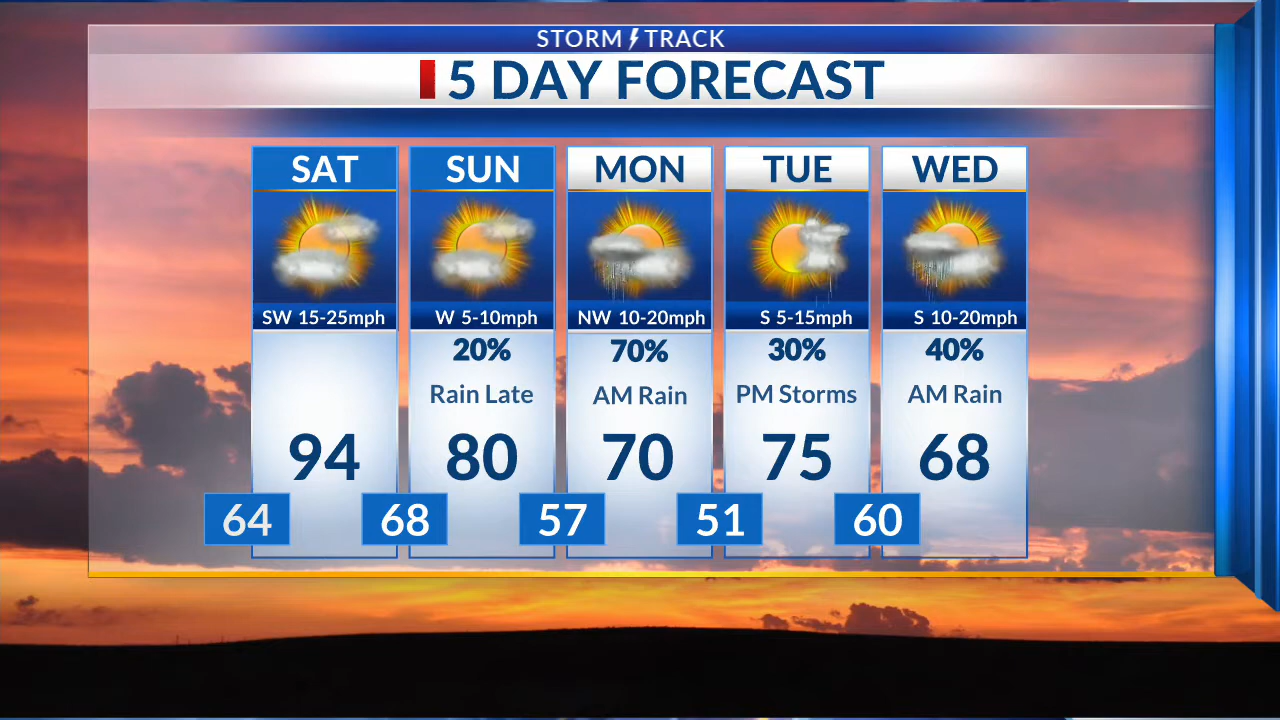 STORM TRACK
5 DAY FORECAST
SAT SUN MON TUE WED
SW 15-25mph W 5-10mph NW 10-20mph S 5-15mph S 10-20mph
20% 70% 30% 40%
Rain Late AM Rain PM Storms AM Rain
94 80 70 75 68
64 68 57 51 60